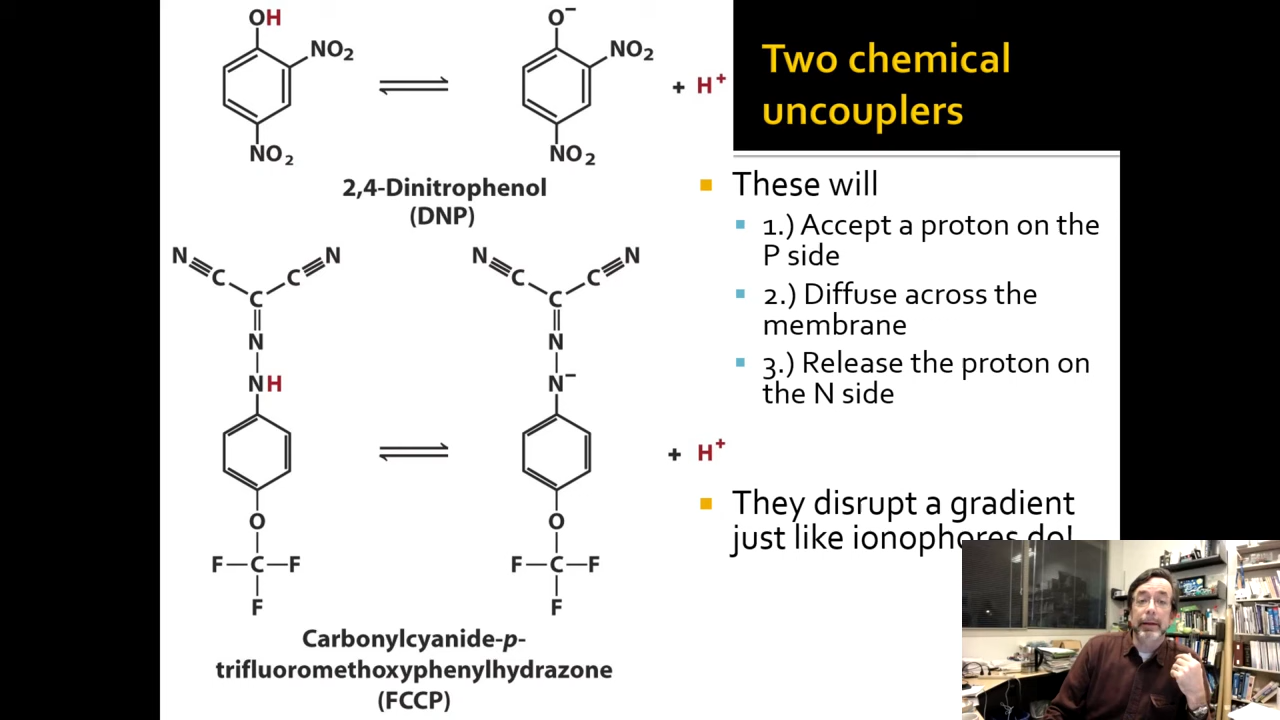 Two chemical
uncouplers
OH
NO₂
NO₂
O⁻
NO₂
NO₂
+ H⁺
2,4-Dinitrophenol
(DNP)
N
N
C
C
C
N
NH
O
F—C—F
F
N
N
C
C
C
N
N⁻
O
F—C—F
F
+ H⁺
Carbonylcyanide-p-
trifluoromethoxyphenylhydrazone
(FCCP)
These will
1.) Accept a proton on the
P side
2.) Diffuse across the
membrane
3.) Release the proton on
the N side
They disrupt a gradient
just like ionophores do!